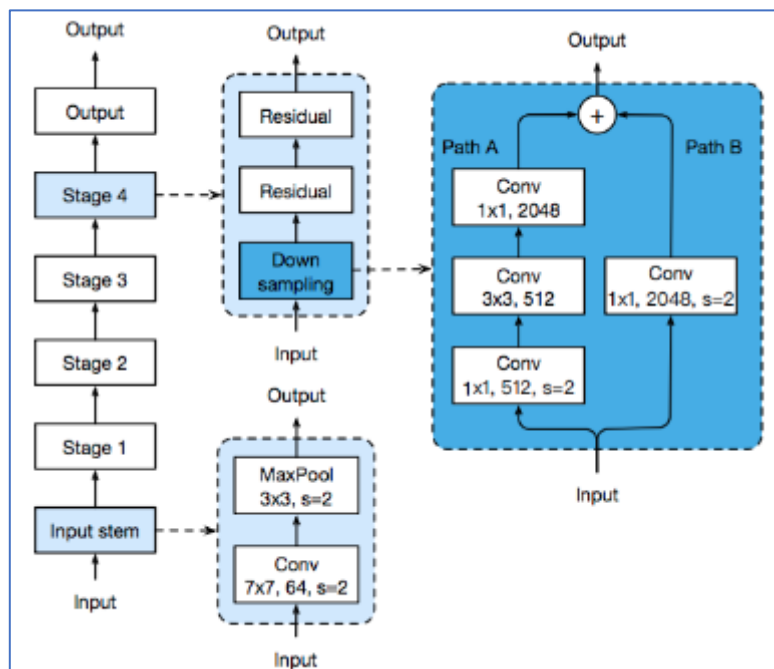 Output
Output
Stage 4
Stage 3
Stage 2
Stage 1
Input stem
Input
Output
Residual
Residual
Down
sampling
Input
Output
MaxPool
3x3, s=2
Conv
7x7, 64, s=2
Input
Output
+
Path A
Path B
Conv
1x1, 2048
Conv
3x3, 512
Conv
1x1, 512, s=2
Conv
1x1, 2048, s=2
Input